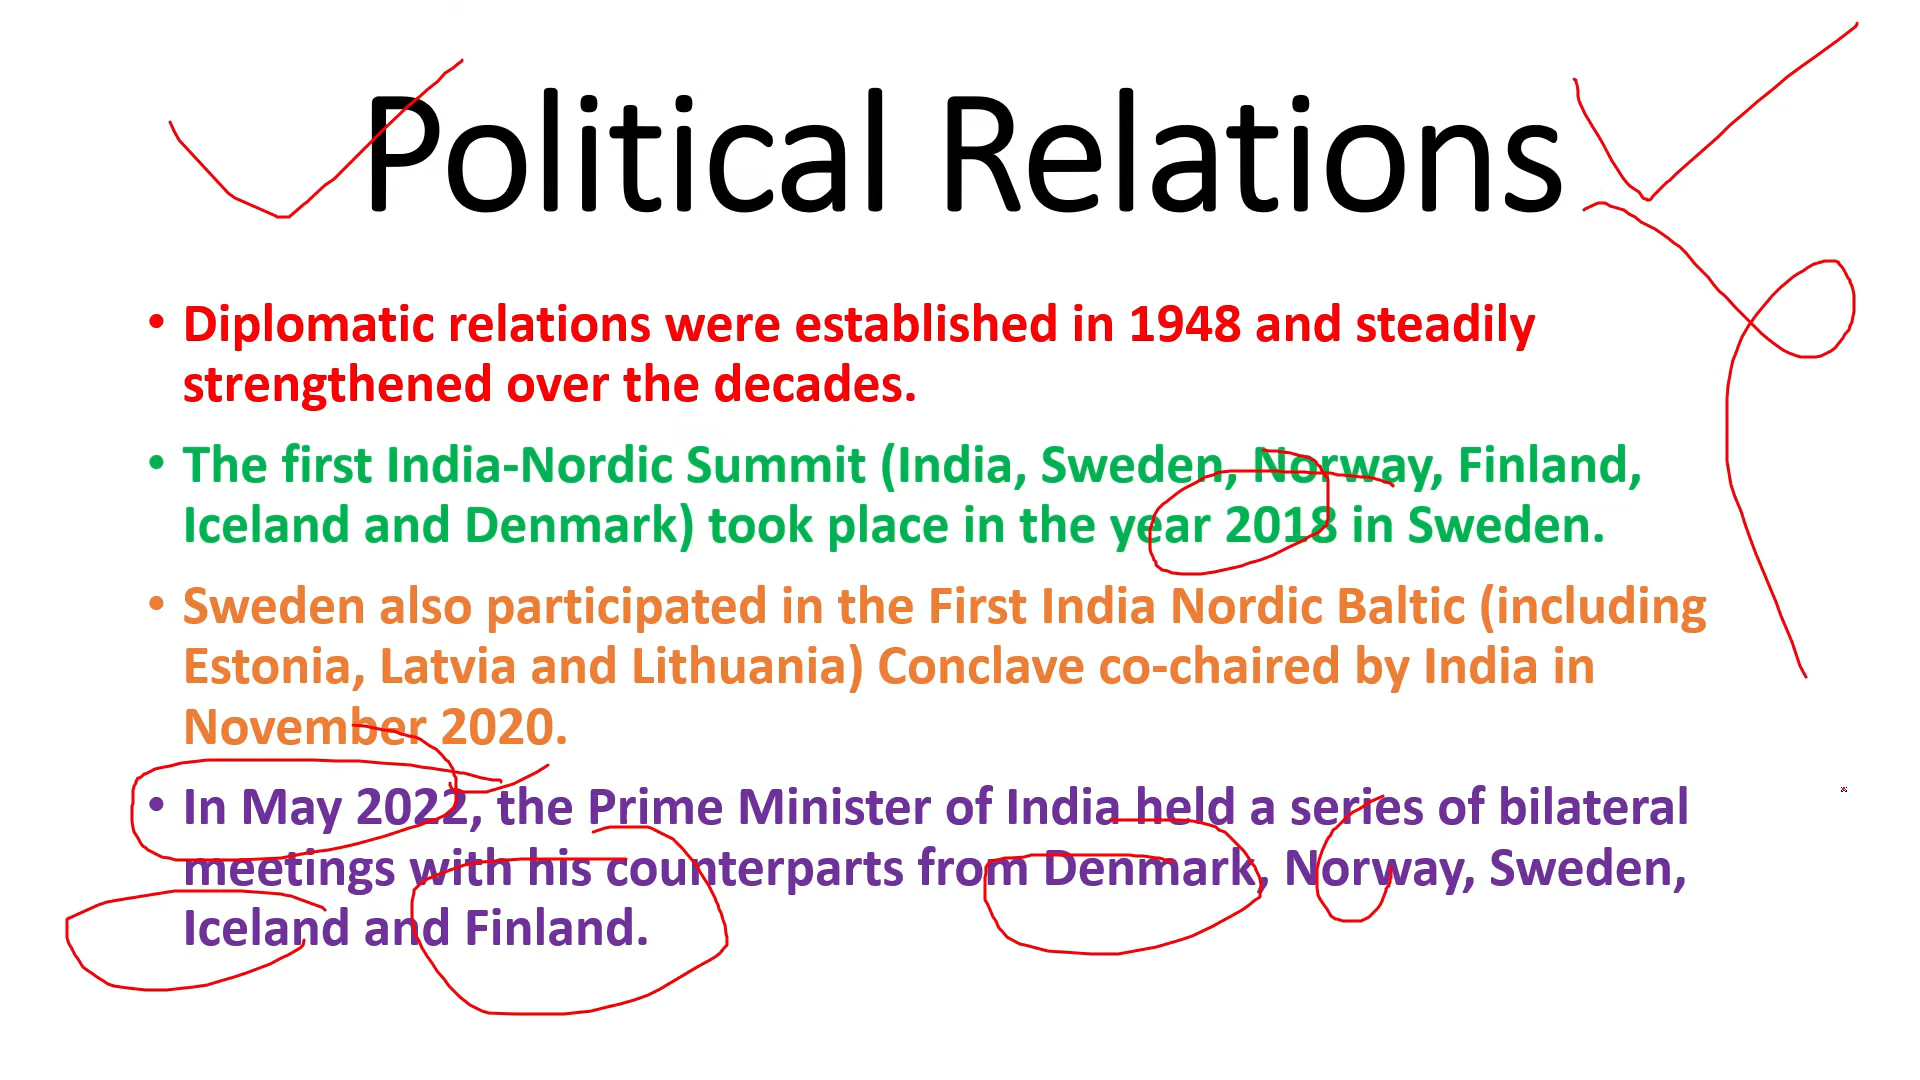 Political Relations
• Diplomatic relations were established in 1948 and steadily
strengthened over the decades.
• The first India-Nordic Summit (India, Sweden, Norway, Finland,
Iceland and Denmark) took place in the year 2018 in Sweden.
• Sweden also participated in the First India Nordic Baltic (including
Estonia, Latvia and Lithuania) Conclave co-chaired by India in
November 2020.
• In May 2022, the Prime Minister of India held a series of bilateral
meetings with his counterparts from Denmark, Norway, Sweden,
Iceland and Finland.